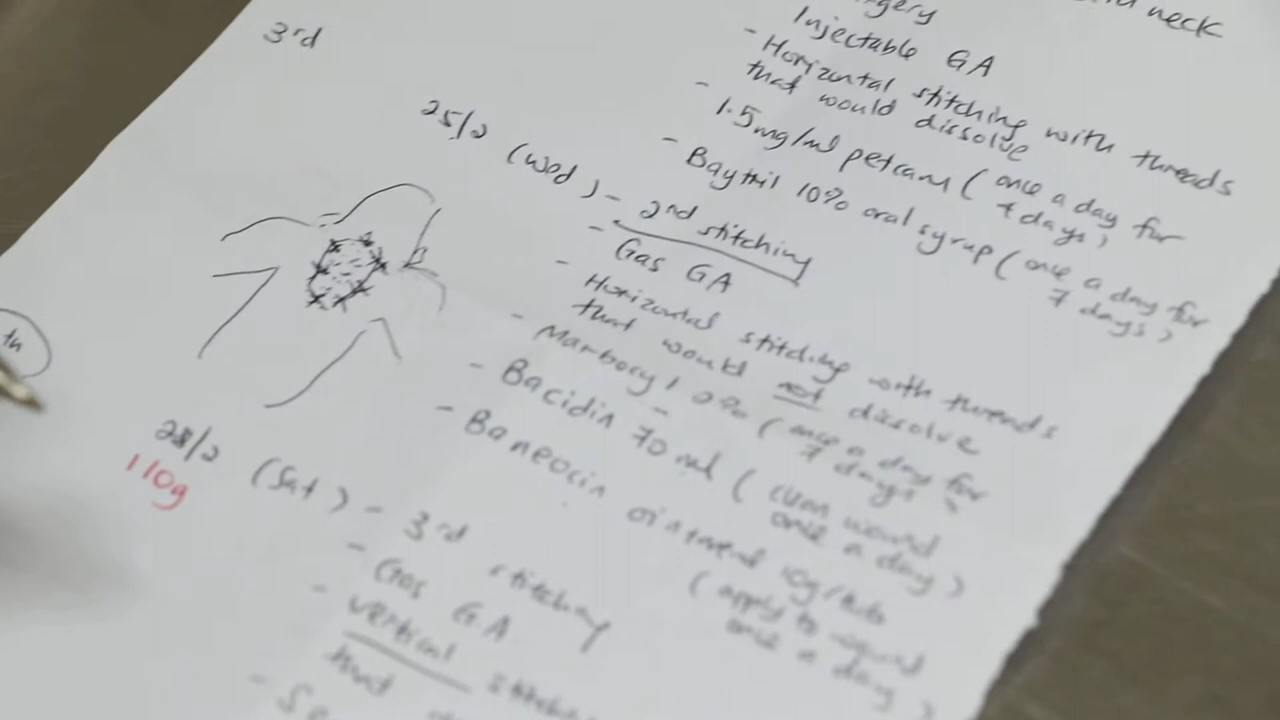 3rd
neck
Injectable GA
- Horizontal stitching with threads
that would dissolve
- 1.5mg/ml petcam (once a day for
7 days)
- Baytril 10% oral syrup (once a day for
7 days)
25/2 (Wed) - 2nd stitching
- Gas GA
- Horizontal stitching with threads
that would not dissolve
- Marbocyl 2% (once a day for
7 days)
- Bacidin 70 ml (clean wound
once a day)
- Baneocin ointment 10g/tube
(apply to wound
once a day)
28/2 (Sat) - 3rd stitching
110g
- Gas GA
- vertical stitching